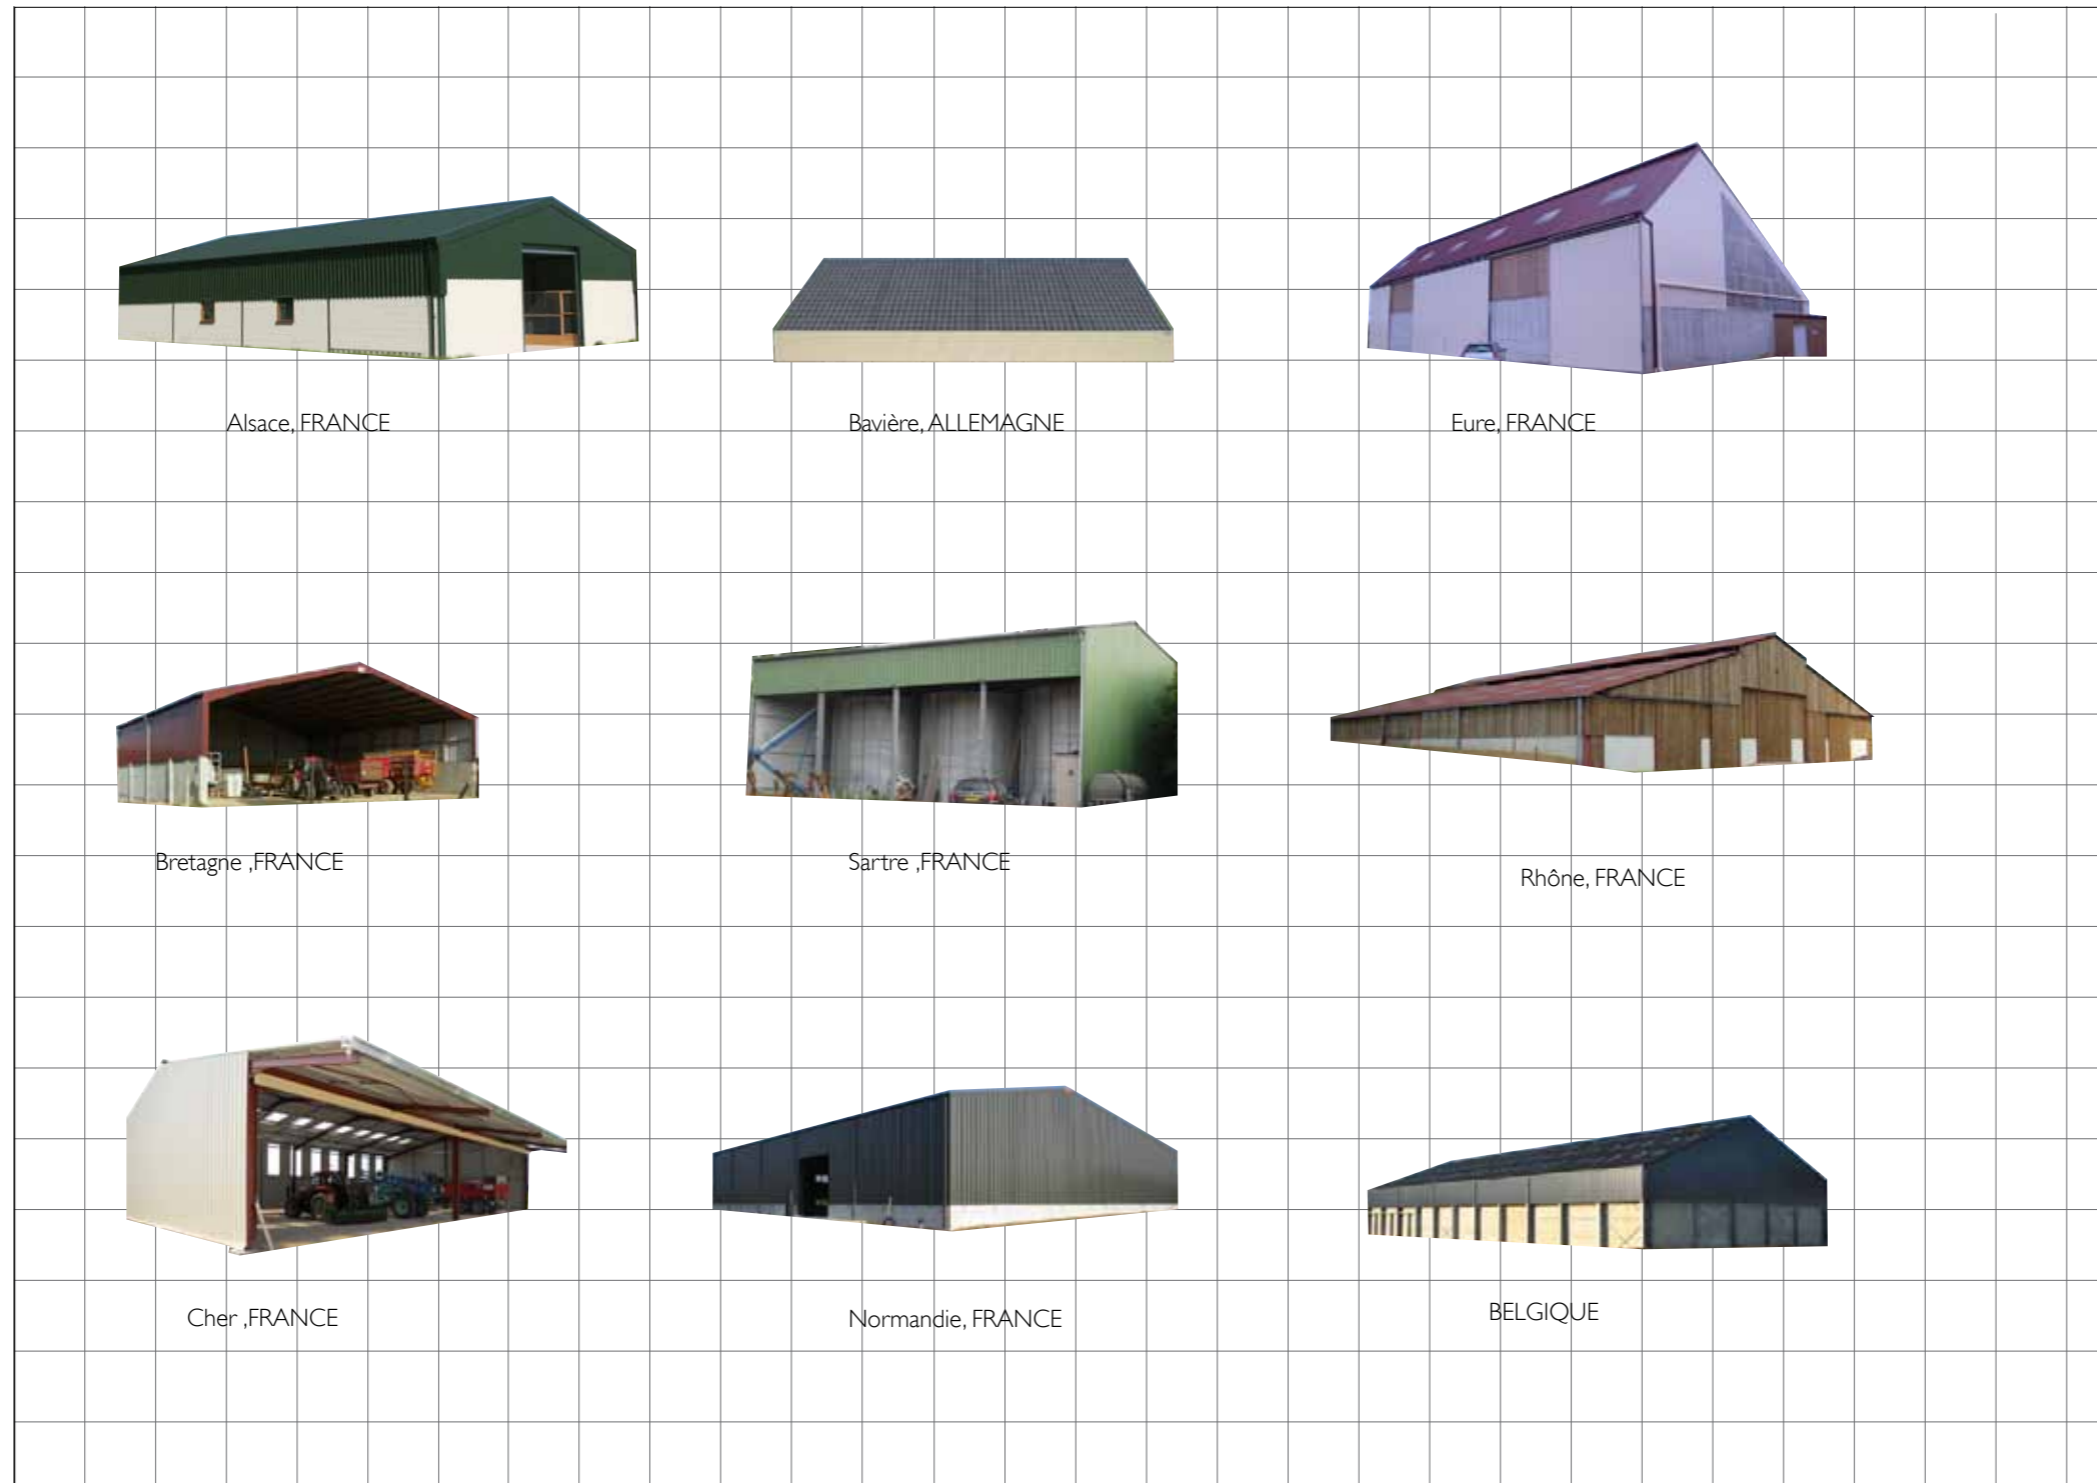 Alsace, FRANCE
Bavière, ALLEMAGNE
Eure, FRANCE
Bretagne ,FRANCE
Sartre ,FRANCE
Rhône, FRANCE
Cher ,FRANCE
Normandie, FRANCE
BELGIQUE